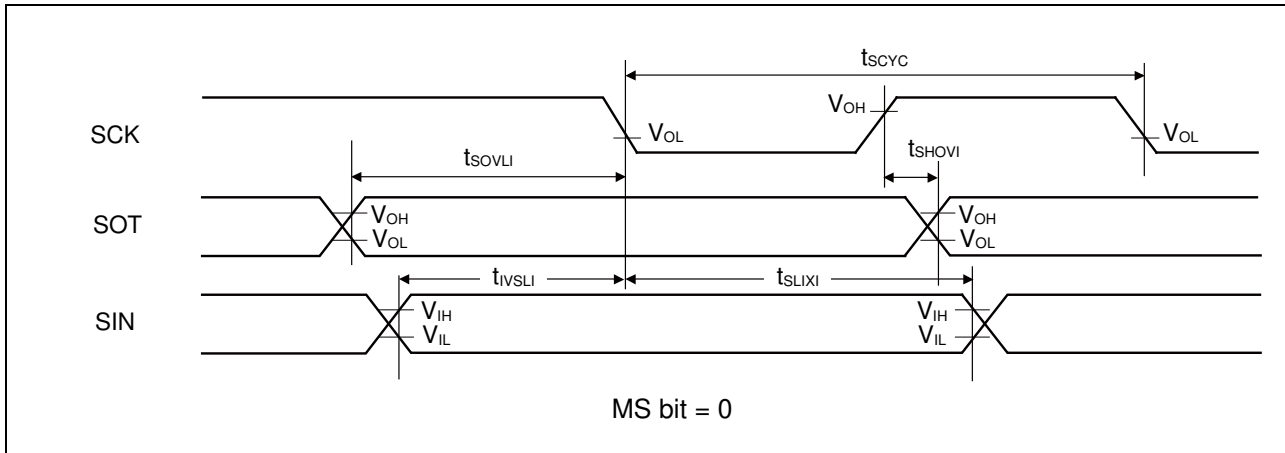 tSCYC
SCK
VOH
VOL
VOL
tSHOVI
tSOVLI
SOT
VOH
VOL
VOH
VOL
tIVSLI
tSLIXI
SIN
VIH
VIL
VIH
VIL
MS bit = 0